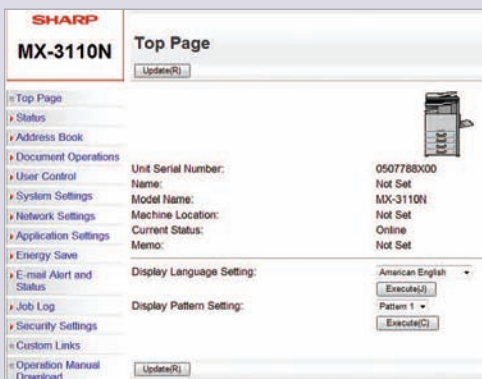 SHARP
MX-3110N
Top Page
Update(R)
Top Page
Status
Address Book
Document Operations
User Control
System Settings
Network Settings
Application Settings
Energy Save
E-mail Alert and
Status
Job Log
Security Settings
Custom Links
Operation Manual
Download
Unit Serial Number: 0507788X00
Name: Not Set
Model Name: MX-3110N
Machine Location: Not Set
Current Status: Online
Memo: Not Set
Display Language Setting: American English
Execute(J)
Display Pattern Setting: Pattern 1
Execute(C)
Update(R)